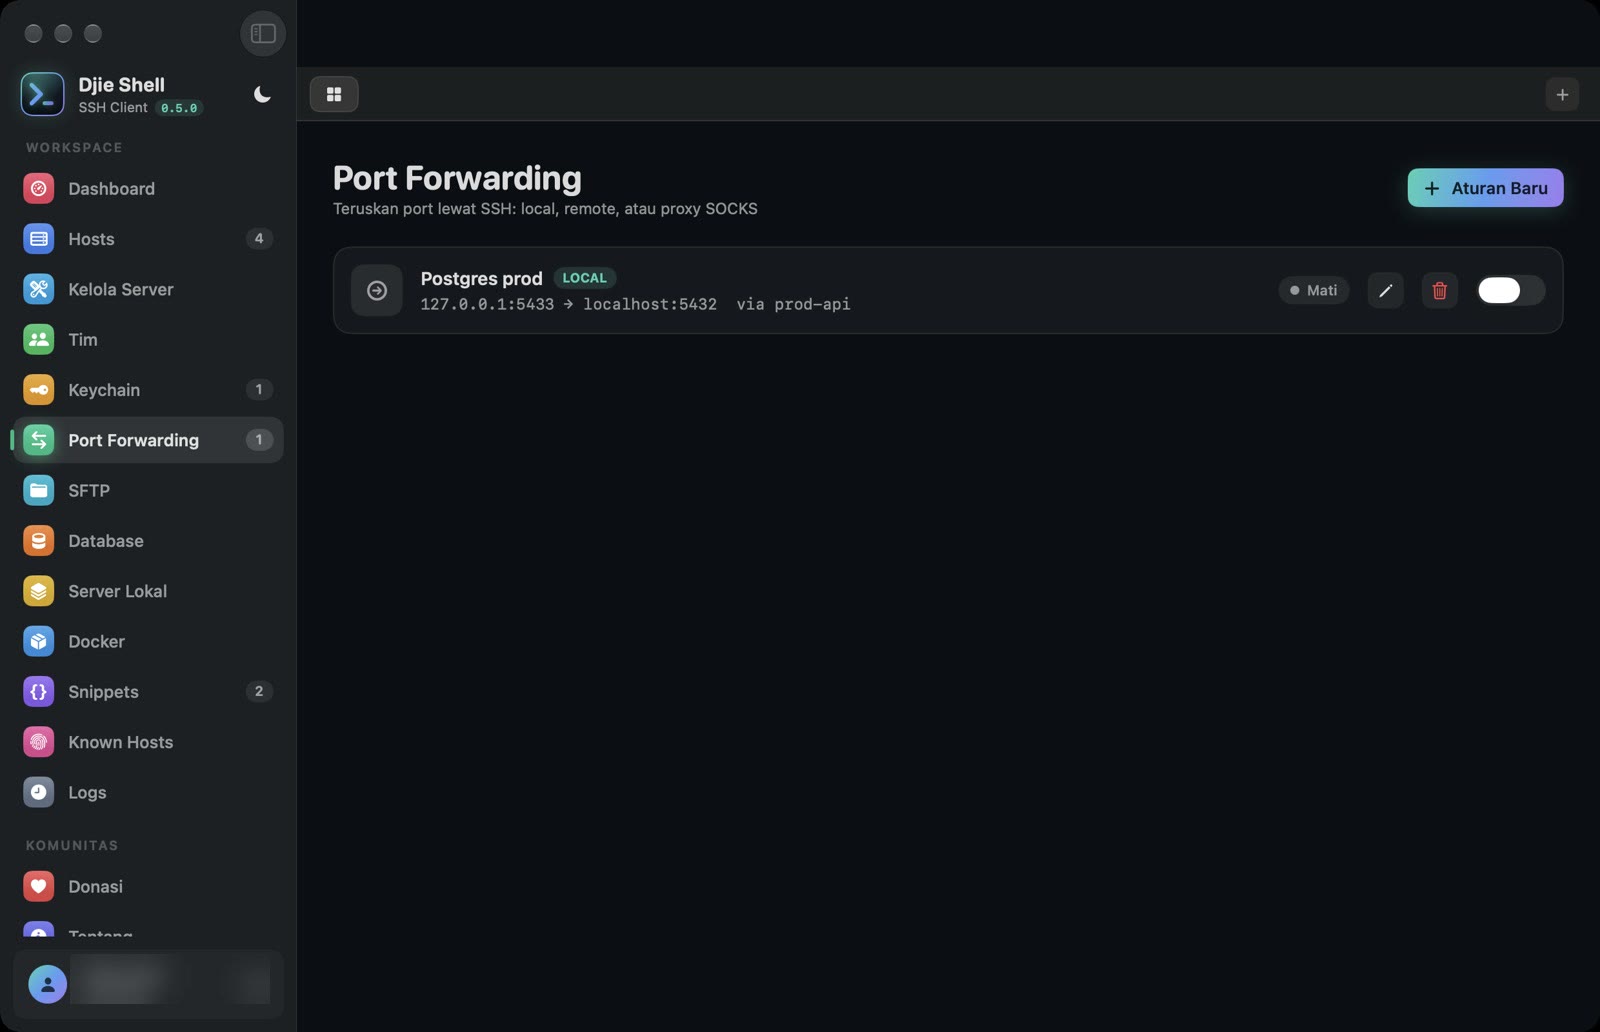 Djie Shell
SSH Client 0.5.0
WORKSPACE
Dashboard
Hosts 4
Kelola Server
Tim
Keychain 1
Port Forwarding 1
SFTP
Database
Server Lokal
Docker
Snippets 2
Known Hosts
Logs
KOMUNITAS
Donasi
Tentang
Port Forwarding
Teruskan port lewat SSH: local, remote, atau proxy SOCKS
+ Aturan Baru
Postgres prod LOCAL
127.0.0.1:5433 → localhost:5432 via prod-api
Mati